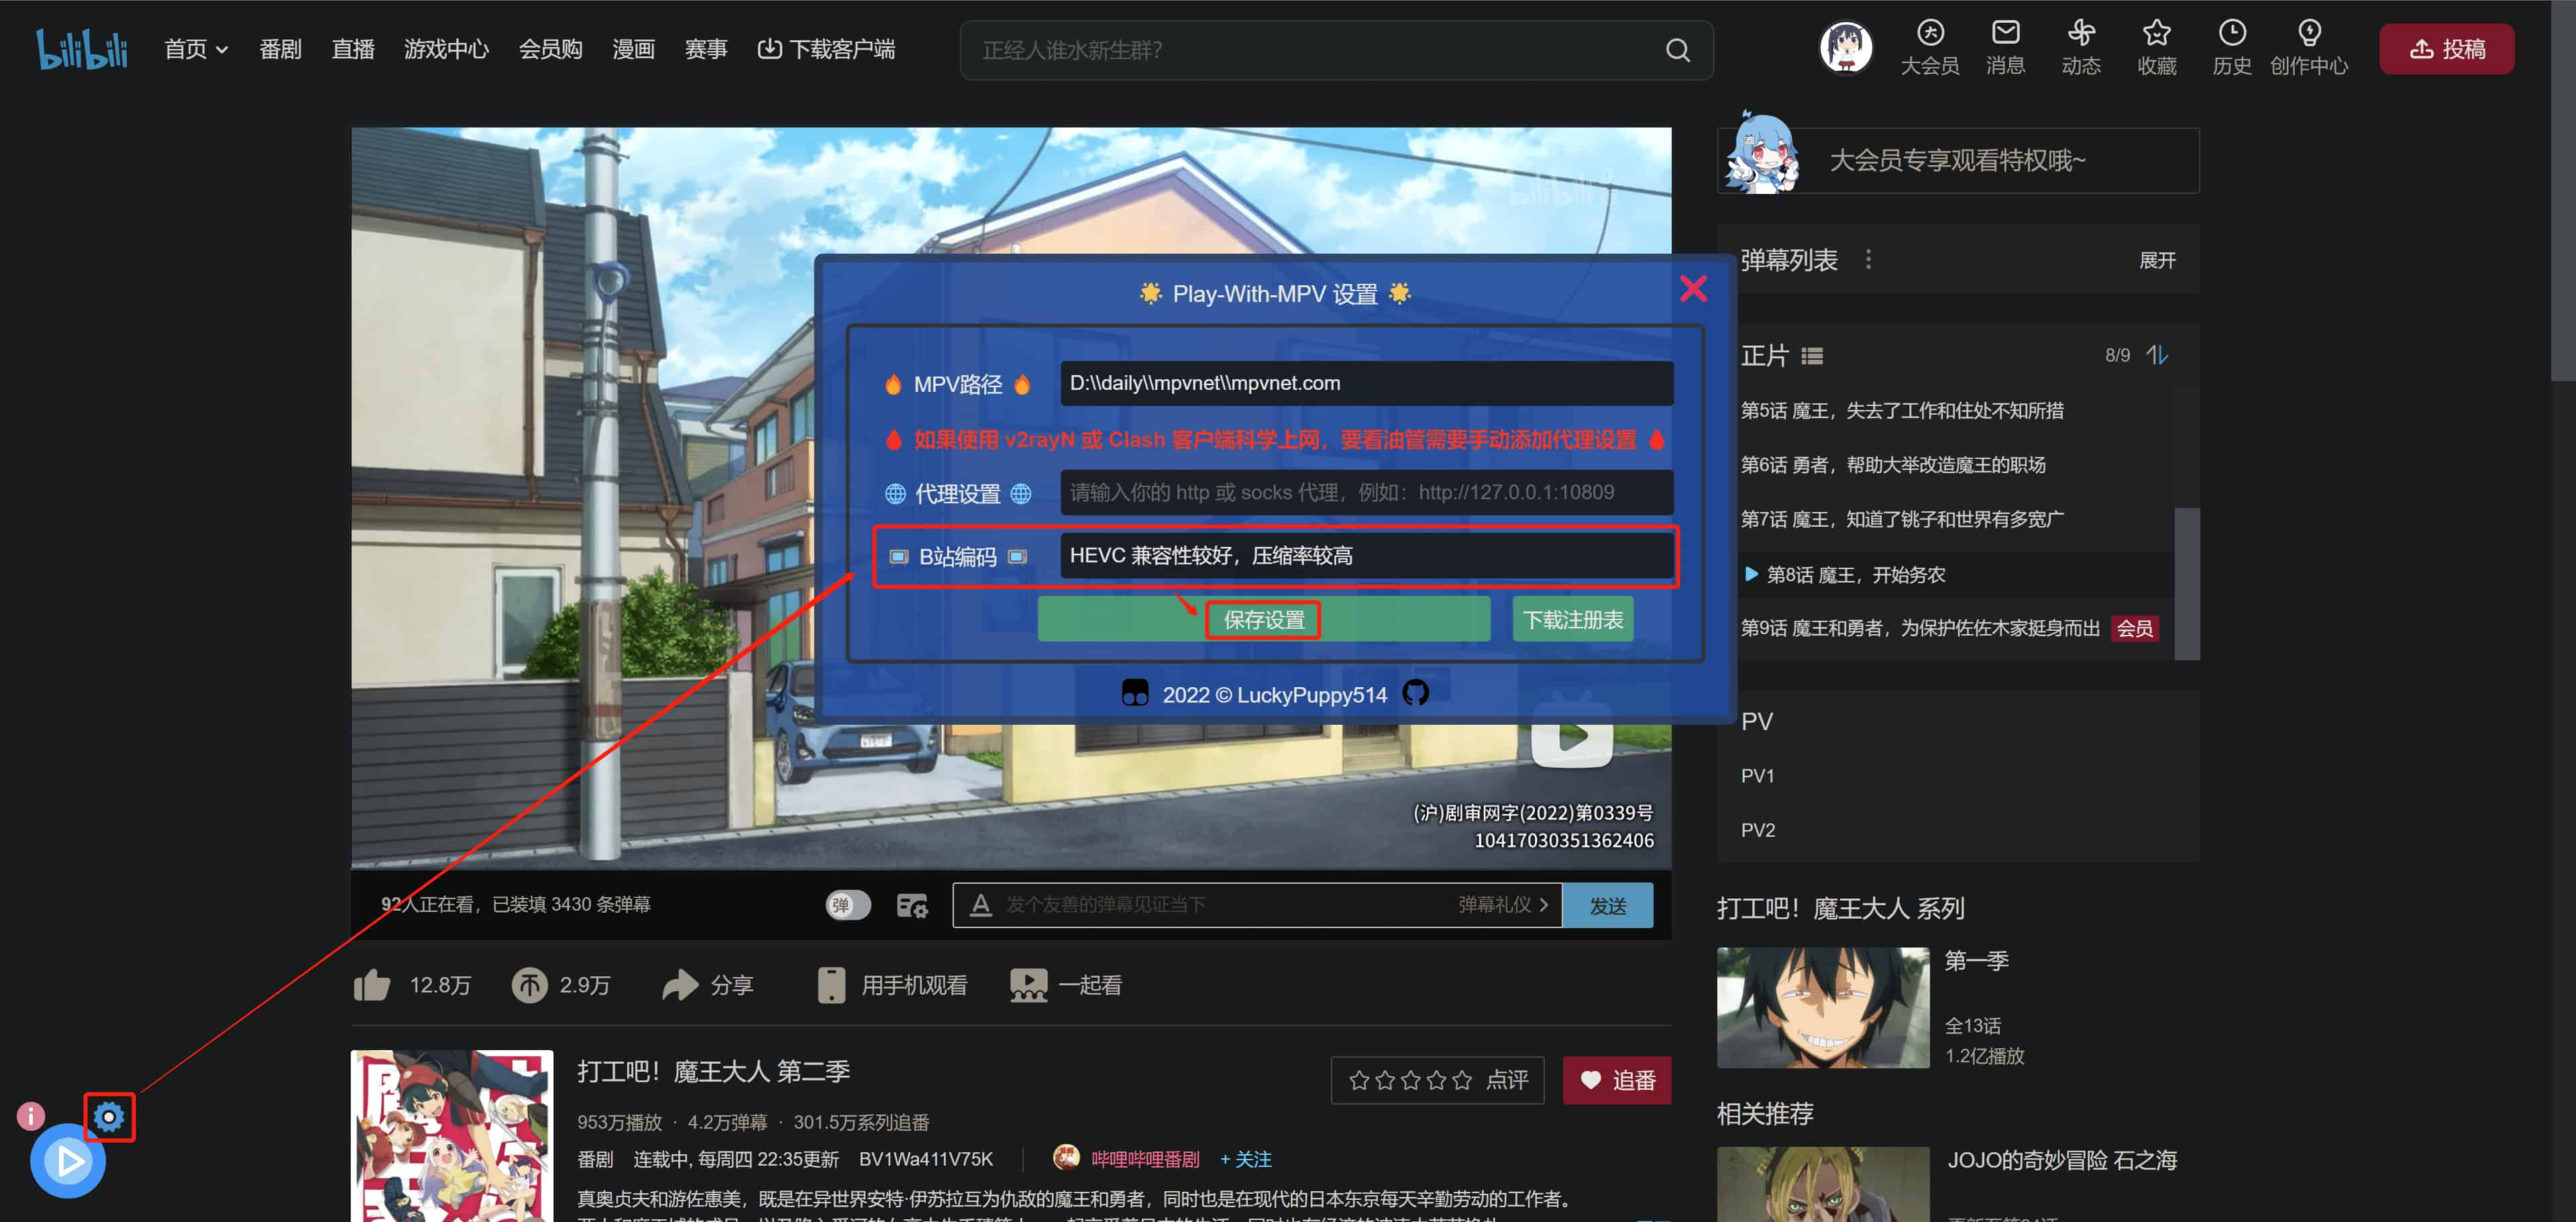 bilibili 首页 番剧 直播 游戏中心 会员购 漫画 赛事 下载客户端 正经人谁水新生群? 大会员 消息 动态 收藏 历史 创作中心 投稿
bilibili
大会员专享观看特权哦~
弹幕列表 展开
Play-With-MPV 设置
MPV路径 D:\\daily\\mpvnet\\mpvnet.com
如果使用 v2rayN 或 Clash 客户端科学上网，要看油管需要手动添加代理设置
代理设置 请输入你的 http 或 socks 代理，例如：http://127.0.0.1:10809
B站编码 HEVC 兼容性较好，压缩率较高
保存设置 下载注册表
2022 © LuckyPuppy514
正片 8/9
第5话 魔王，失去了工作和住处不知所措
第6话 勇者，帮助大举改造魔王的职场
第7话 魔王，知道了铫子和世界有多宽广
第8话 魔王，开始务农
第9话 魔王和勇者，为保护佐佐木家挺身而出 会员
PV
PV1
PV2
(沪)剧审网字(2022)第0339号
10417030351362406
92人正在看，已装填 3430 条弹幕 弹 发个友善的弹幕见证当下 弹幕礼仪 发送
12.8万 2.9万 分享 用手机观看 一起看
打工吧！魔王大人 第二季 点评 追番
953万播放 · 4.2万弹幕 · 301.5万系列追番
番剧 连载中, 每周四 22:35更新 BV1Wa411V75K 哔哩哔哩番剧 + 关注
真奥贞夫和游佐惠美，既是在异世界安特·伊苏拉互为仇敌的魔王和勇者，同时也是在现代的日本东京每天辛勤劳动的工作者。
打工吧！魔王大人 系列
第一季
全13话
1.2亿播放
相关推荐
JOJO的奇妙冒险 石之海